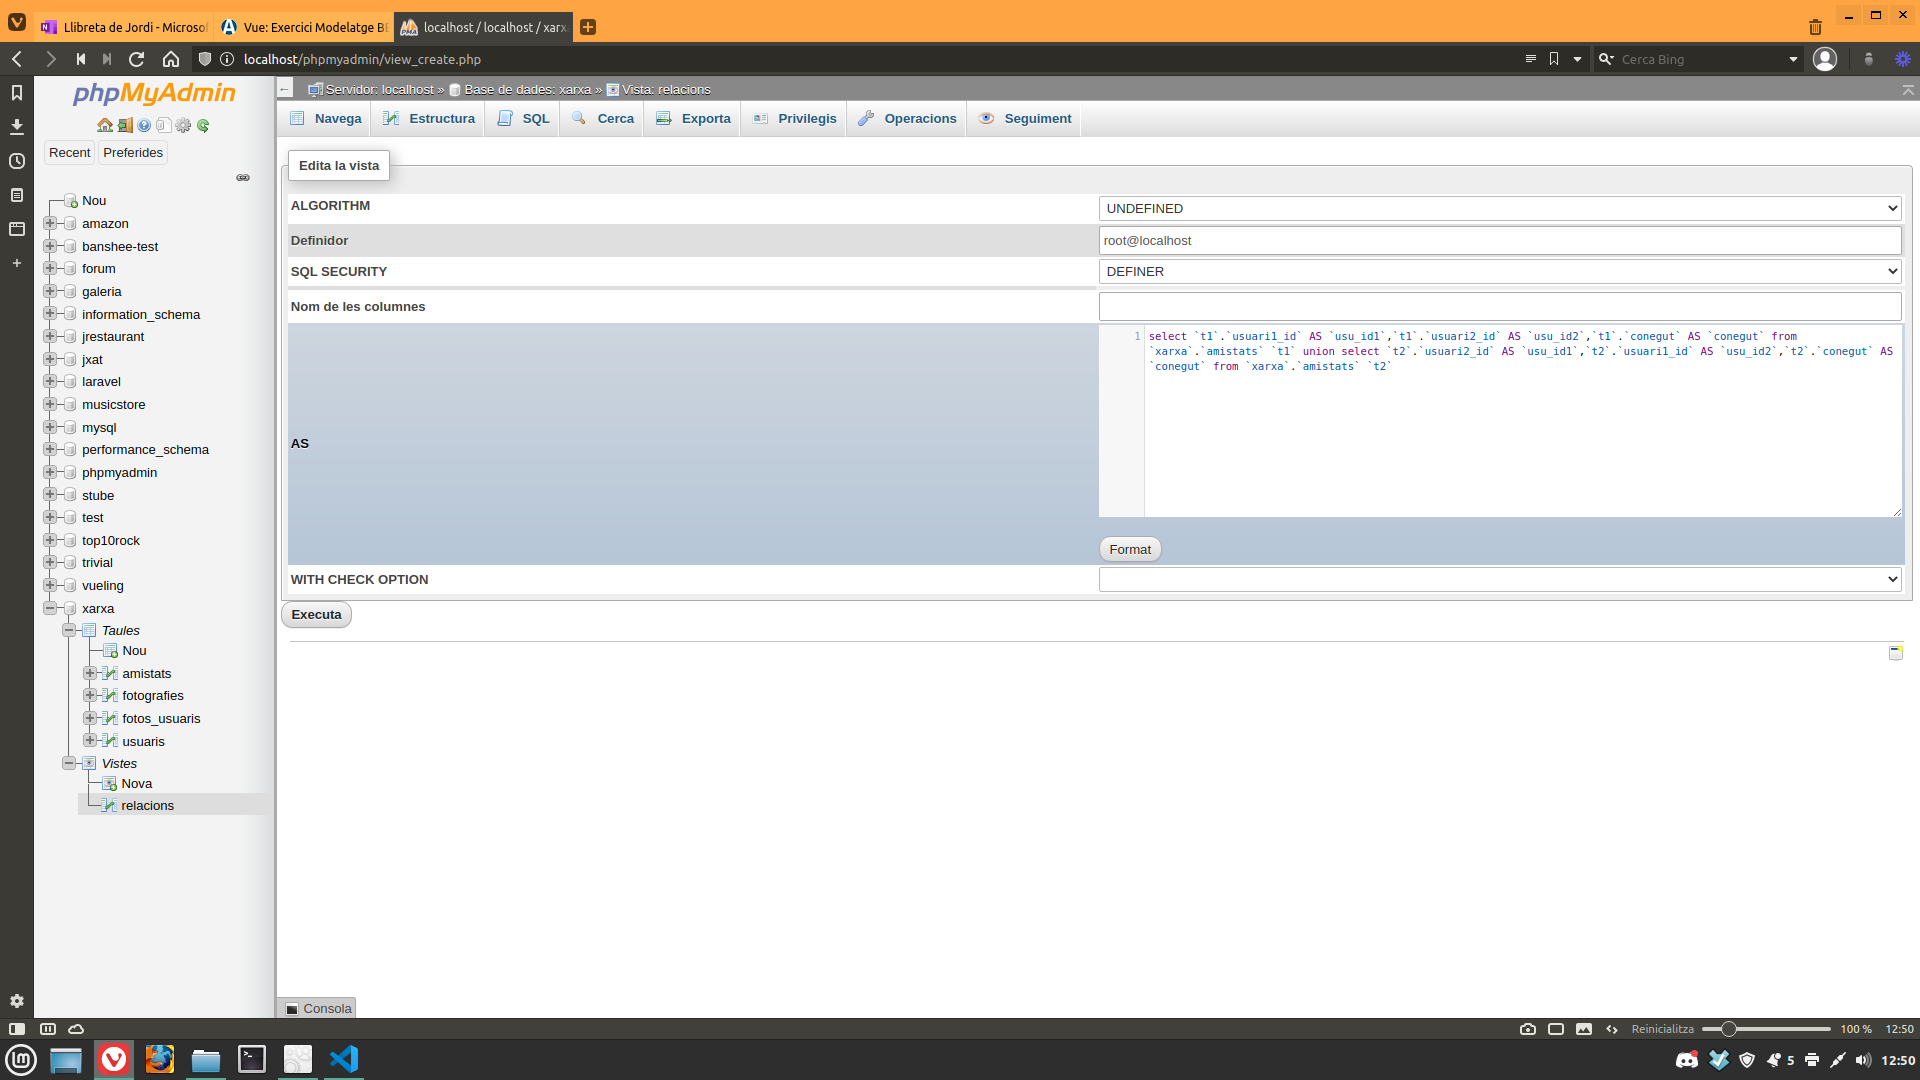 Llibreta de Jordi - Microsof
Vue: Exercici Modelatge BD
localhost / localhost / xarx
localhost/phpmyadmin/view_create.php
Cerca Bing
phpMyAdmin
Recent
Preferides
Nou
amazon
banshee-test
forum
galeria
information_schema
jrestaurant
jxat
laravel
musicstore
mysql
performance_schema
phpmyadmin
stube
test
top10rock
trivial
vueling
xarxa
Taules
Nou
amistats
fotografies
fotos_usuaris
usuaris
Vistes
Nova
relacions
Servidor: localhost » Base de dades: xarxa » Vista: relacions
Navega
Estructura
SQL
Cerca
Exporta
Privilegis
Operacions
Seguiment
Edita la vista
ALGORITHM
UNDEFINED
Definidor
root@localhost
SQL SECURITY
DEFINER
Nom de les columnes
AS
1
select `t1`.`usuari1_id` AS `usu_id1`,`t1`.`usuari2_id` AS `usu_id2`,`t1`.`conegut` AS `conegut` from
`xarxa`.`amistats` `t1` union select `t2`.`usuari2_id` AS `usu_id1`,`t2`.`usuari1_id` AS `usu_id2`,`t2`.`conegut` AS
`conegut` from `xarxa`.`amistats` `t2`
Format
WITH CHECK OPTION
Executa
Consola
Reinicialitza
100 %
12:50
5
12:50